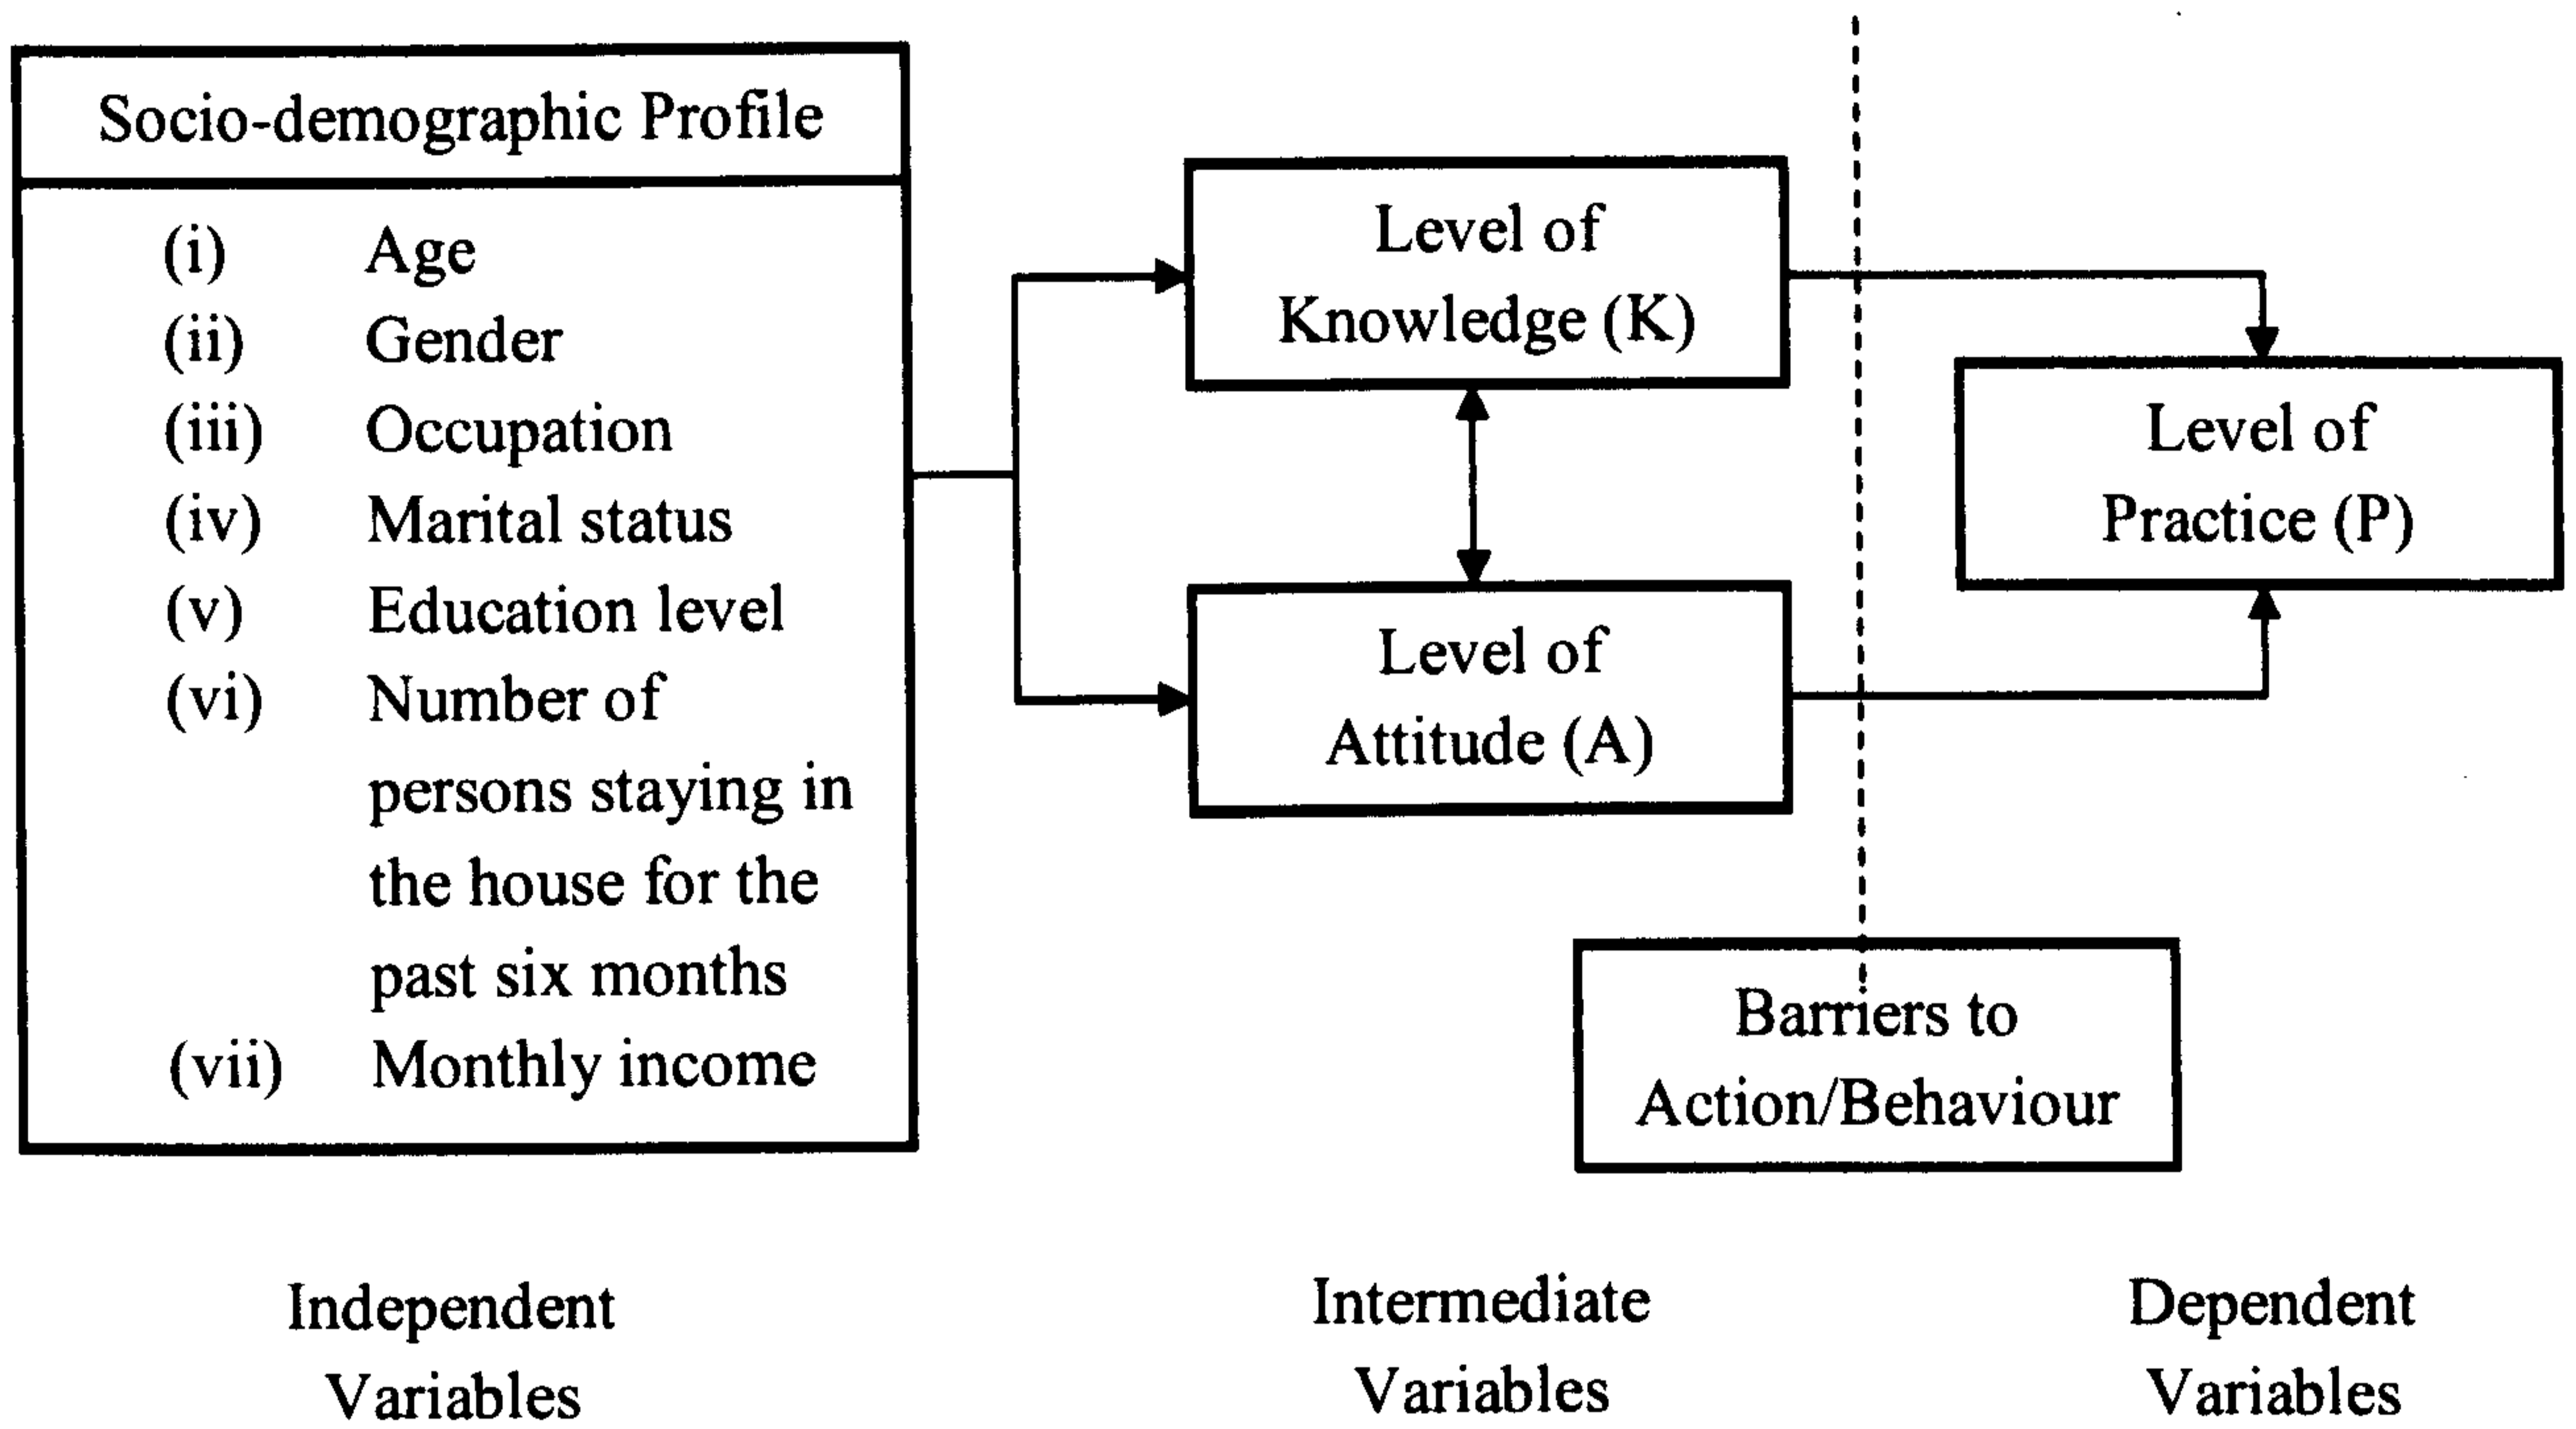 Socio-demographic Profile
(i) Age
(ii) Gender
(iii) Occupation
(iv) Marital status
(v) Education level
(vi) Number of
persons staying in
the house for the
past six months
(vii) Monthly income
Level of
Knowledge (K)
Level of
Attitude (A)
Level of
Practice (P)
Barriers to
Action/Behaviour
Independent
Variables
Intermediate
Variables
Dependent
Variables